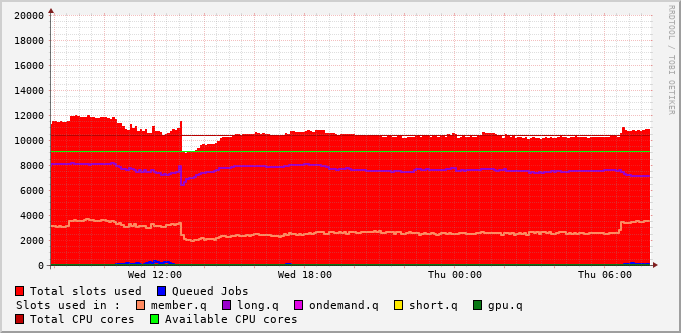 20000
18000
16000
14000
12000
10000
8000
6000
4000
2000
0
Wed 12:00 Wed 18:00 Thu 00:00 Thu 06:00
Total slots used Queued Jobs
Slots used in : member.q long.q ondemand.q short.q gpu.q
Total CPU cores Available CPU cores
RRDTOOL / TOBI OETIKER